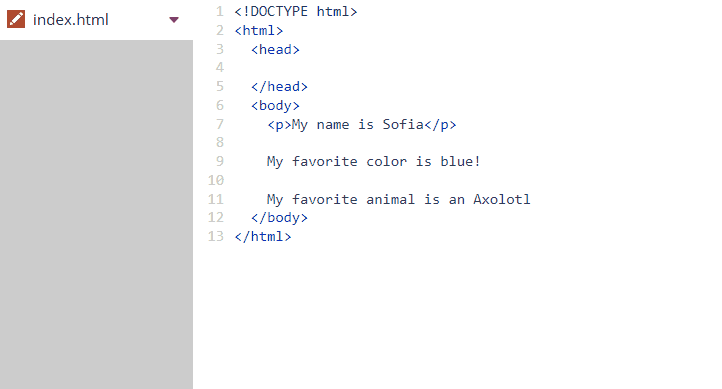 index.html
1 <!DOCTYPE html>
2 <html>
3   <head>
4
5   </head>
6   <body>
7     <p>My name is Sofia</p>
8
9     My favorite color is blue!
10
11     My favorite animal is an Axolotl
12   </body>
13 </html>